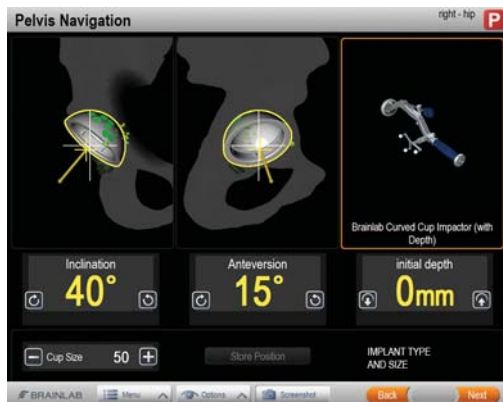 Pelvis Navigation
right - hip
P
Brainlab Curved Cup Impactor (with
Depth)
Inclination
40°
Anteversion
15°
initial depth
0mm
Cup Size 50
Store Position
IMPLANT TYPE
AND SIZE
BRAINLAB
Menu
Options
Screenshot
Back
Next